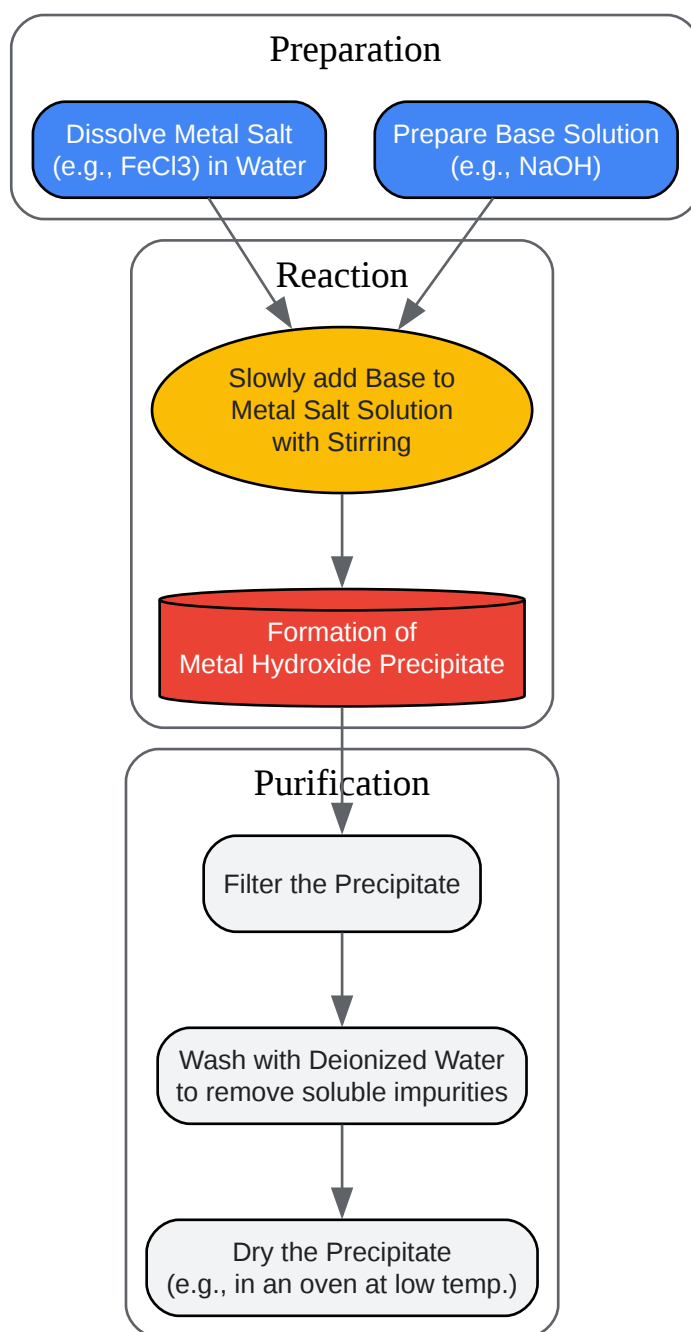 Preparation
Dissolve Metal Salt
(e.g., FeCl3) in Water
Prepare Base Solution
(e.g., NaOH)
Reaction
Slowly add Base to
Metal Salt Solution
with Stirring
Formation of
Metal Hydroxide Precipitate
Purification
Filter the Precipitate
Wash with Deionized Water
to remove soluble impurities
Dry the Precipitate
(e.g., in an oven at low temp.)